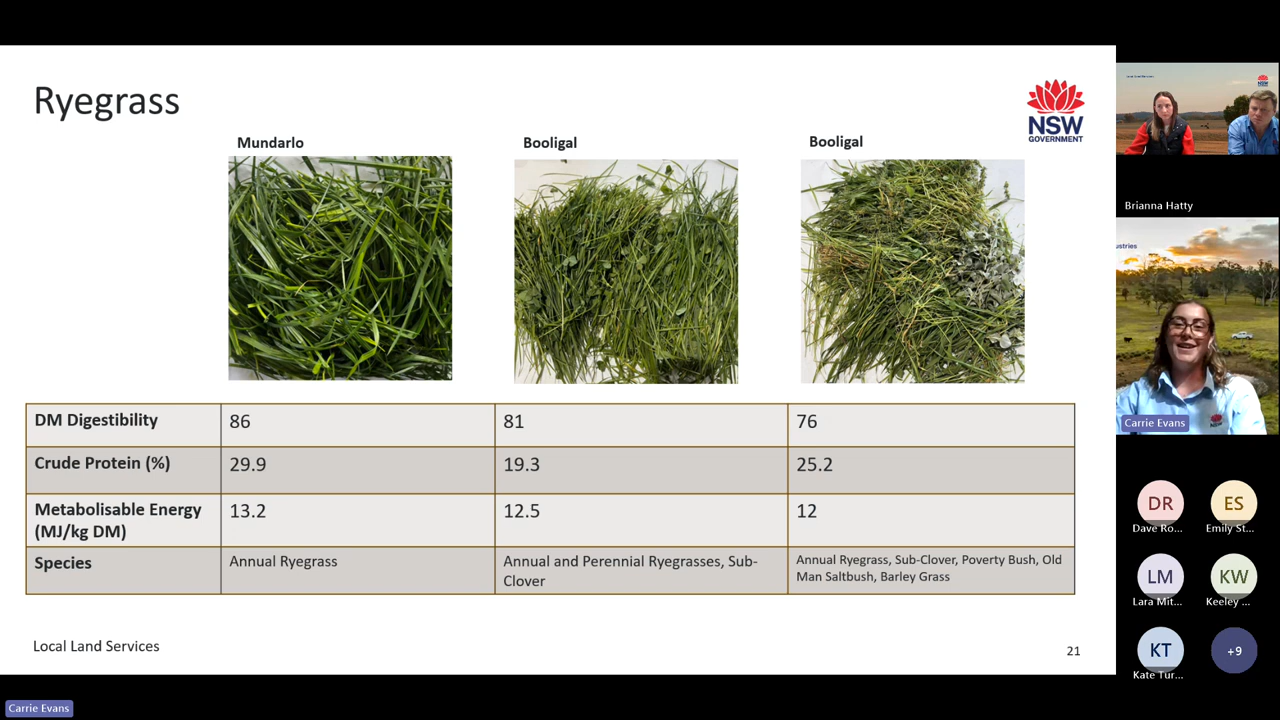 Ryegrass
NSW
GOVERNMENT
Mundarlo
Booligal
Booligal
DM Digestibility
86
81
76
Crude Protein (%)
29.9
19.3
25.2
Metabolisable Energy
(MJ/kg DM)
13.2
12.5
12
Species
Annual Ryegrass
Annual and Perennial Ryegrasses, Sub-
Clover
Annual Ryegrass, Sub-Clover, Poverty Bush, Old
Man Saltbush, Barley Grass
Local Land Services
21
Brianna Hatty
ustries
Carrie Evans
DR
Dave Ro...
ES
Emily St...
LM
Lara Mit...
KW
Keeley ...
KT
Kate Tur...
+9
Carrie Evans